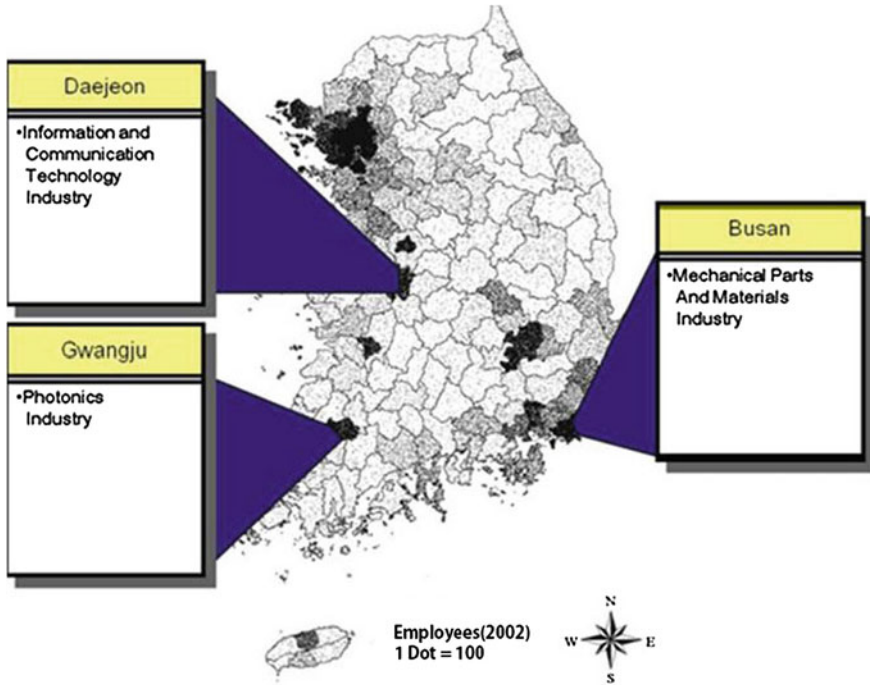 Daejeon
•Information and
Communication
Technology
Industry
Gwangju
•Photonics
Industry
Busan
•Mechanical Parts
And Materials
Industry
Employees(2002)
1 Dot = 100
N
W
E
S